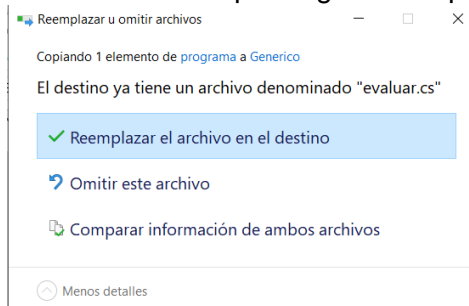 Reemplazar u omitir archivos
Copiando 1 elemento de programa a Generico
El destino ya tiene un archivo denominado "evaluar.cs"
Reemplazar el archivo en el destino
Omitir este archivo
Comparar información de ambos archivos
Menos detalles